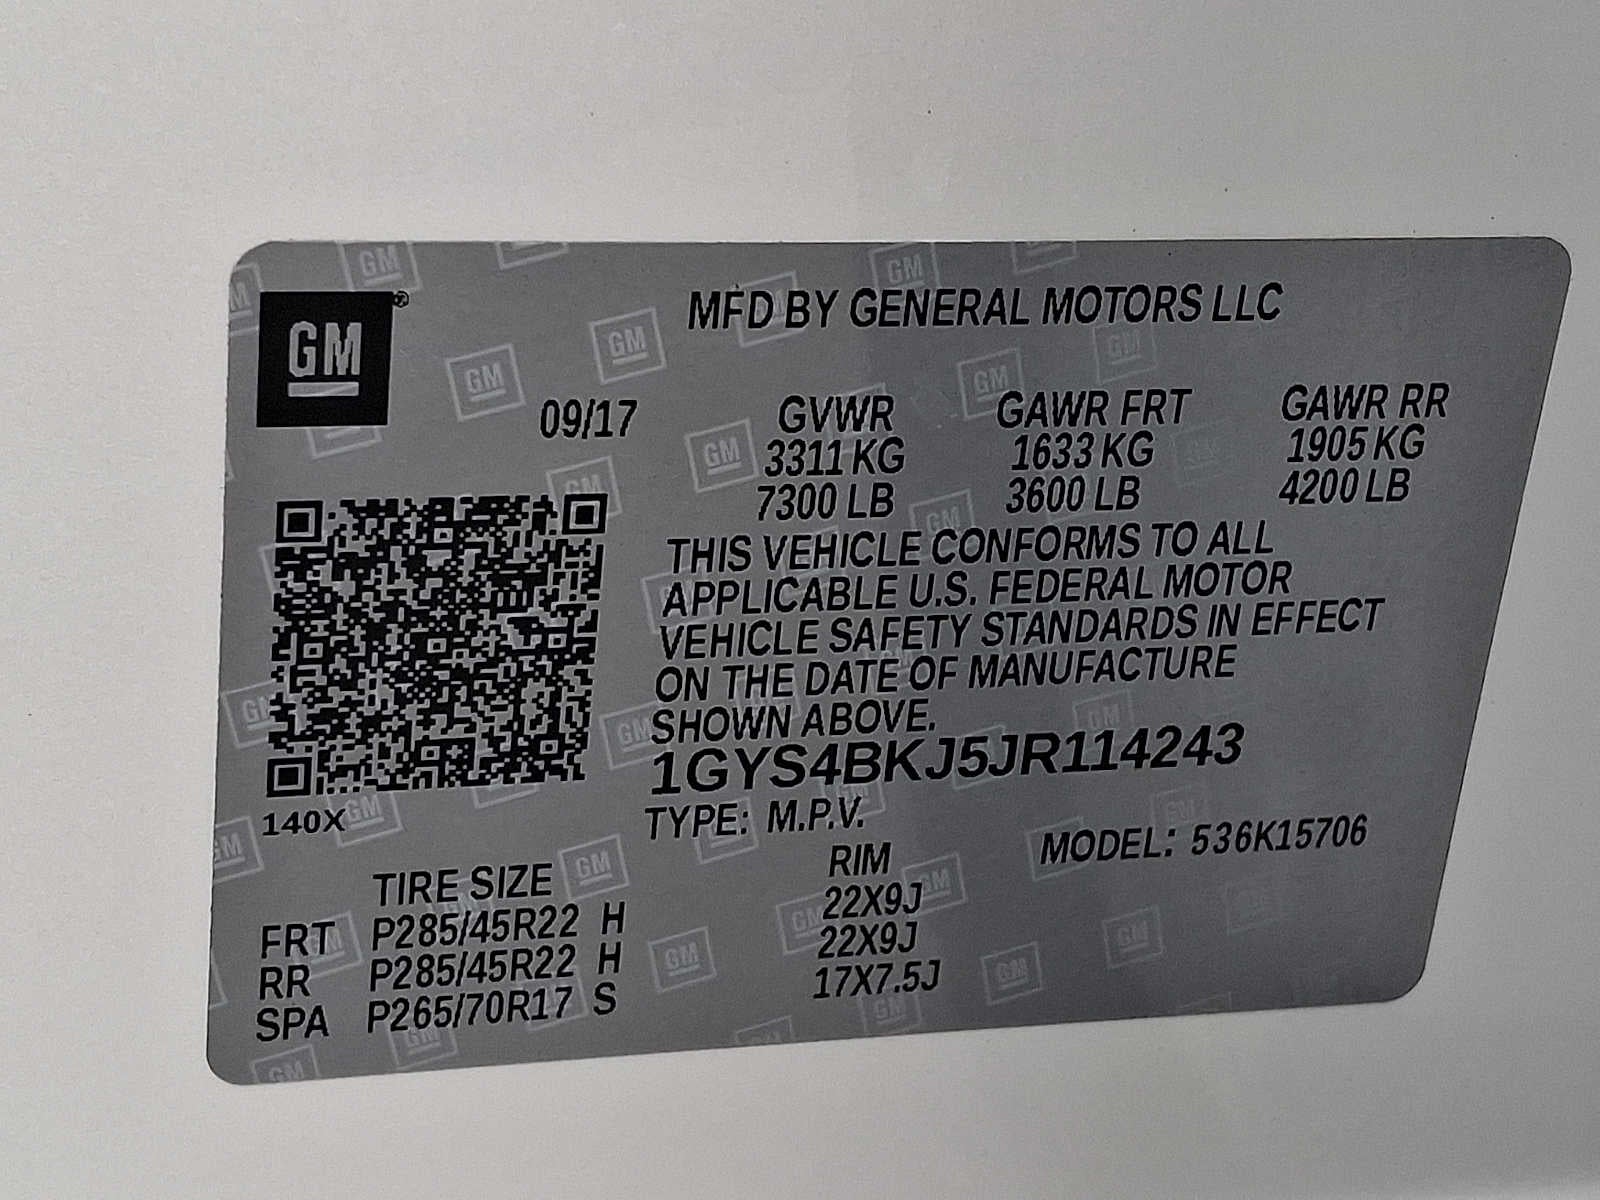 GM®
MFD BY GENERAL MOTORS LLC
09/17
GVWR GAWR FRT GAWR RR
3311 KG 1633 KG 1905 KG
7300 LB 3600 LB 4200 LB
THIS VEHICLE CONFORMS TO ALL
APPLICABLE U.S. FEDERAL MOTOR
VEHICLE SAFETY STANDARDS IN EFFECT
ON THE DATE OF MANUFACTURE
SHOWN ABOVE.
1GYS4BKJ5JR114243
140X
TYPE: M.P.V.
MODEL: 536K15706
TIRE SIZE RIM
FRT P285/45R22 H 22X9J
RR P285/45R22 H 22X9J
SPA P265/70R17 S 17X7.5J